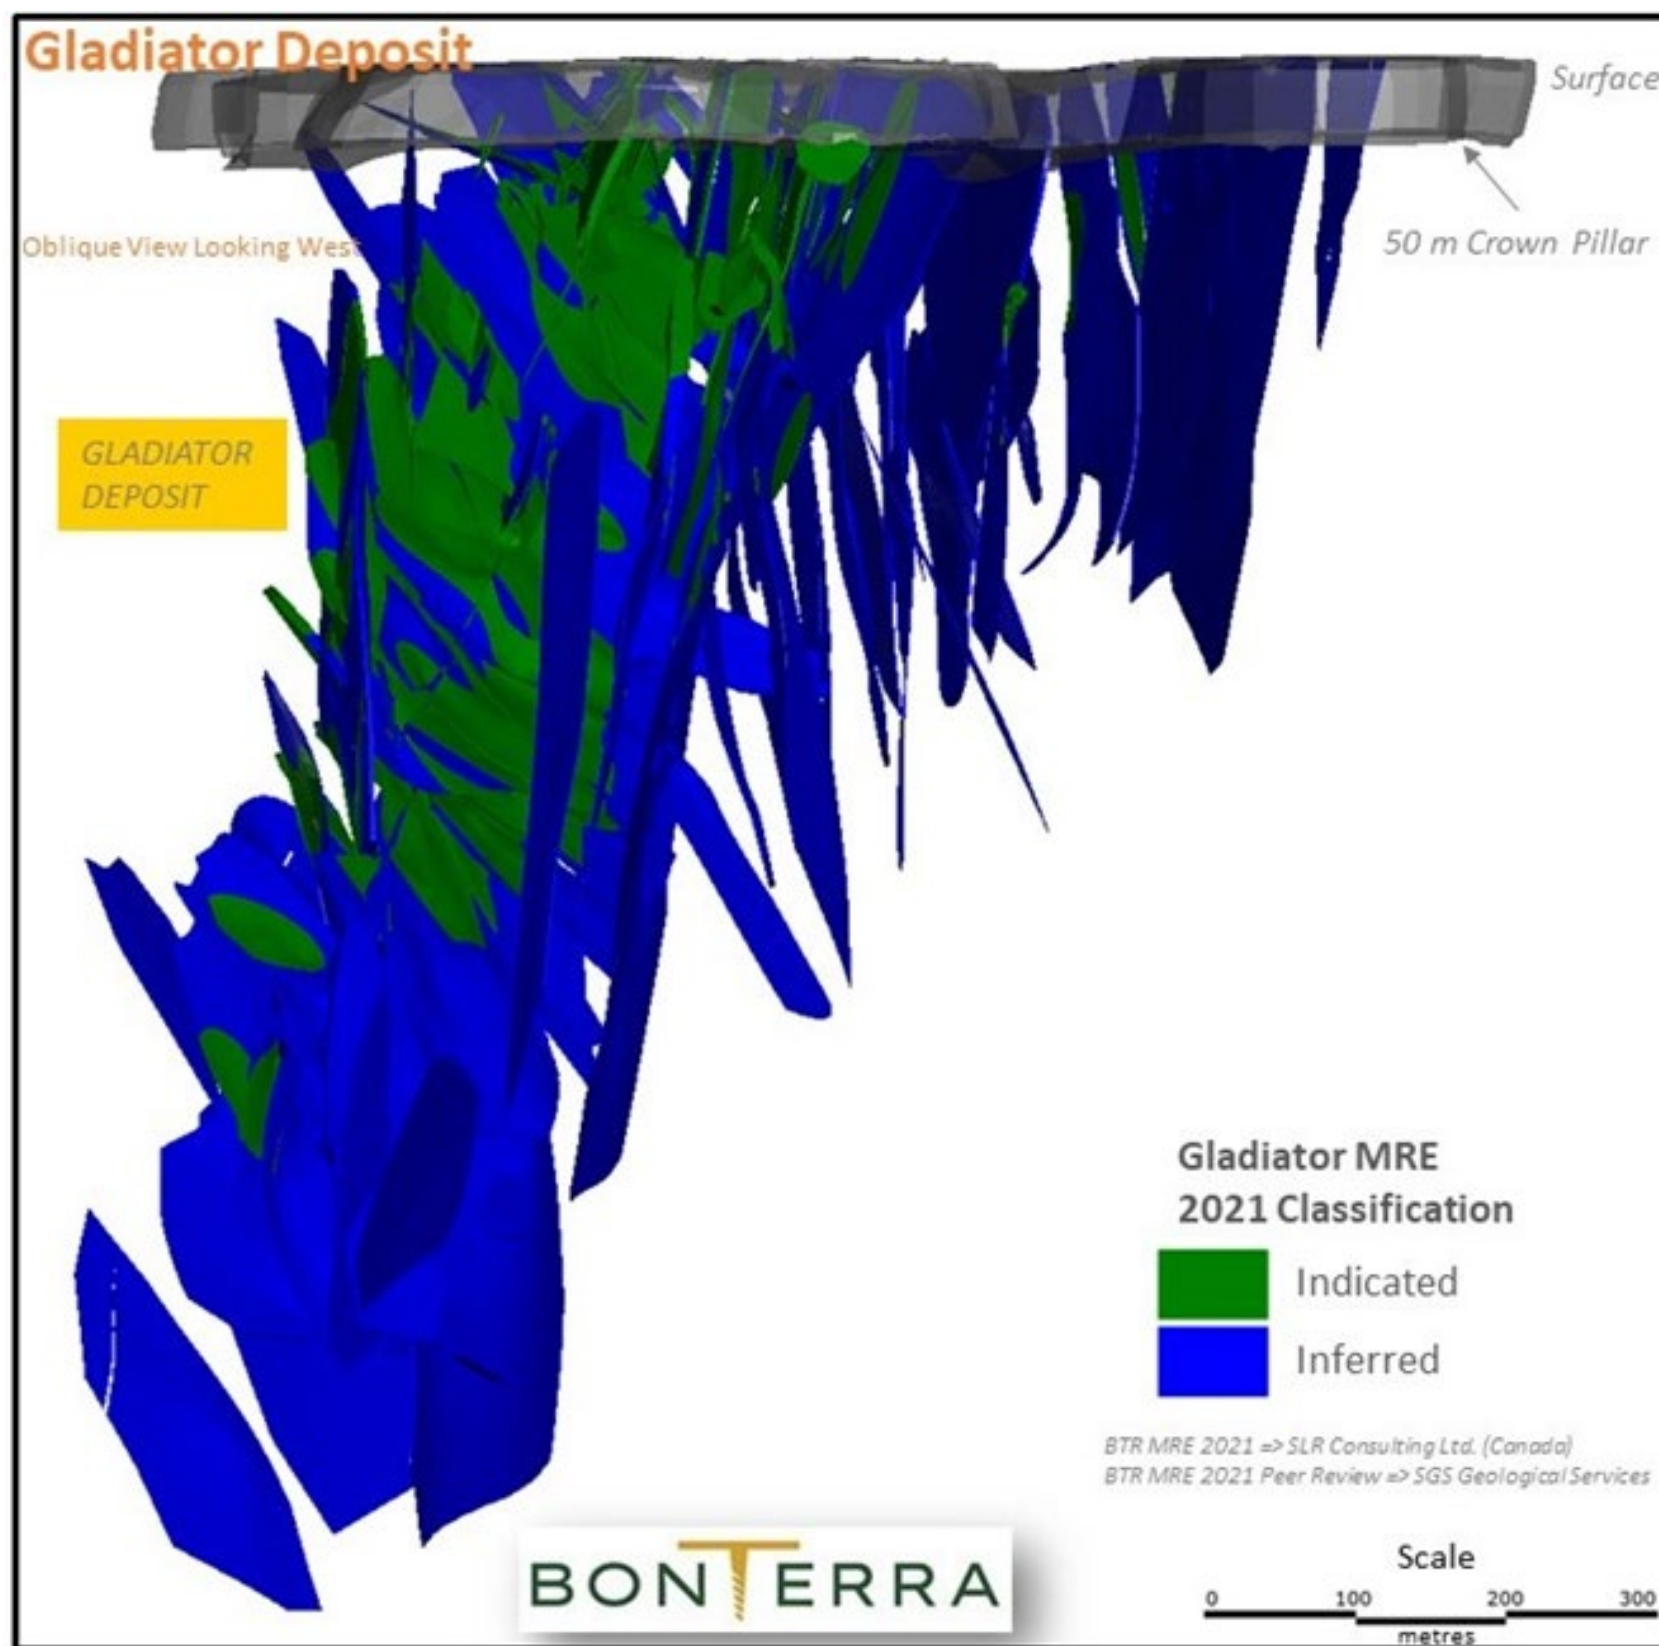 Gladiator Deposit
Surface
Oblique View Looking West
50 m Crown Pillar
GLADIATOR
DEPOSIT
Gladiator MRE
2021 Classification
Indicated
Inferred
BTR MRE 2021 => SLR Consulting Ltd. (Canada)
BTR MRE 2021 Peer Review => SGS Geological Services
Scale
0 100 200 300
metres
BONTERRA